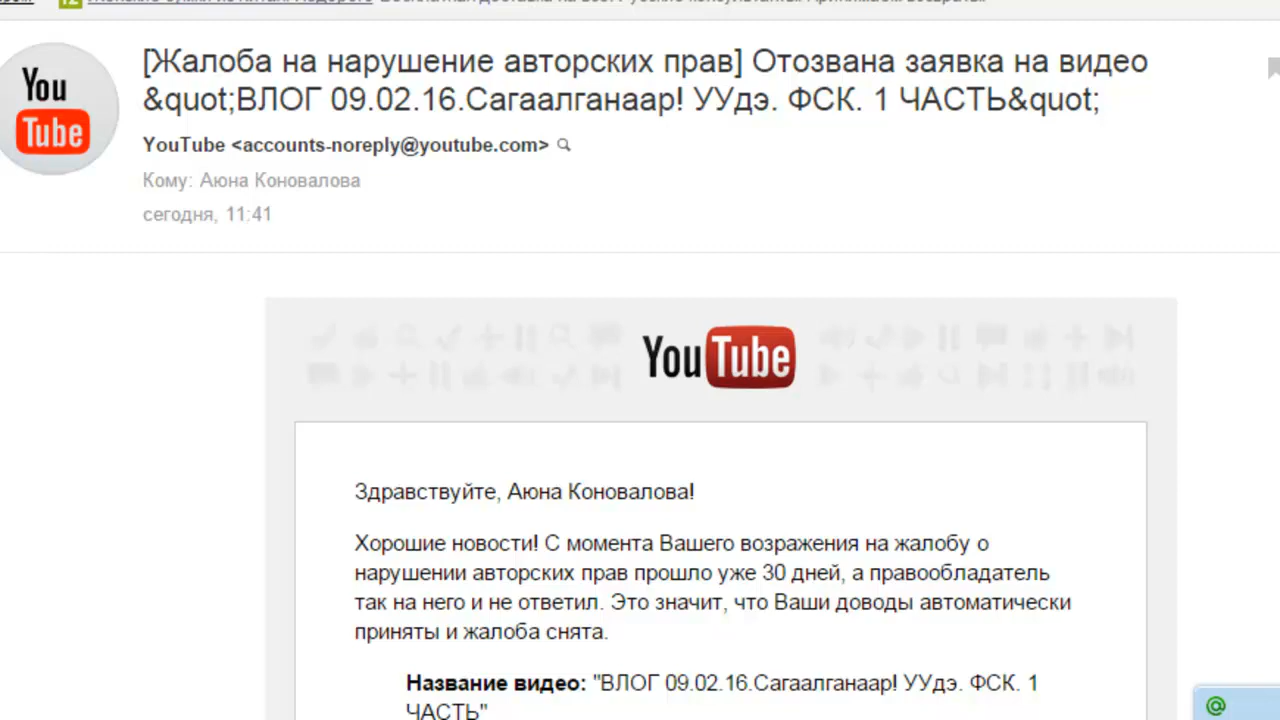 You
Tube
[Жалоба на нарушение авторских прав] Отозвана заявка на видео
&quot;ВЛОГ 09.02.16.Сагаалганаар! УУдэ. ФСК. 1 ЧАСТЬ&quot;
YouTube <accounts-noreply@youtube.com>
Кому: Аюна Коновалова
сегодня, 11:41
YouTube
Здравствуйте, Аюна Коновалова!
Хорошие новости! С момента Вашего возражения на жалобу о
нарушении авторских прав прошло уже 30 дней, а правообладатель
так на него и не ответил. Это значит, что Ваши доводы автоматически
приняты и жалоба снята.
Название видео: "ВЛОГ 09.02.16.Сагаалганаар! УУдэ. ФСК. 1
ЧАСТЬ"
@